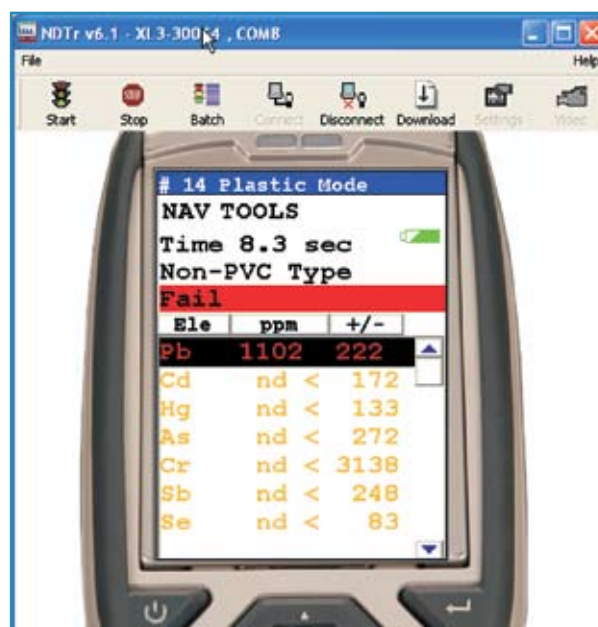 NDTr v6.1 - XL3-30064 , COM8
File Help
Start Stop Batch Connect Disconnect Download Settings Video
# 14 Plastic Mode
NAV TOOLS
Time 8.3 sec
Non-PVC Type
Fail
Ele ppm +/-
Pb 1102 222
Cd nd < 172
Hg nd < 133
As nd < 272
Cr nd < 3138
Sb nd < 248
Se nd < 83